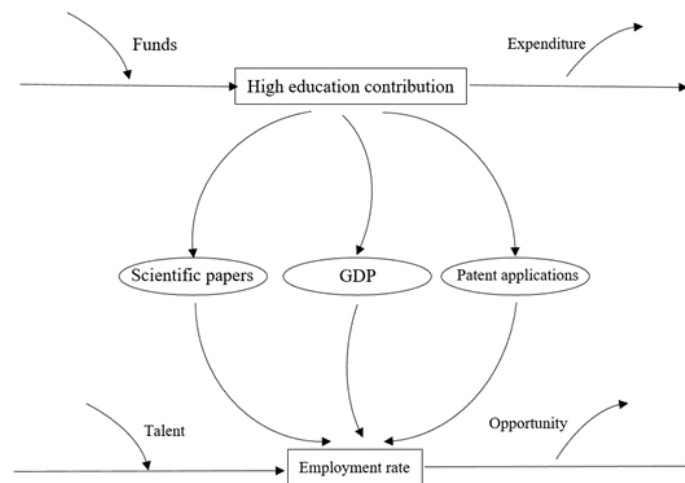 Funds
Expenditure
High education contribution
Scientific papers
GDP
Patent applications
Talent
Opportunity
Employment rate